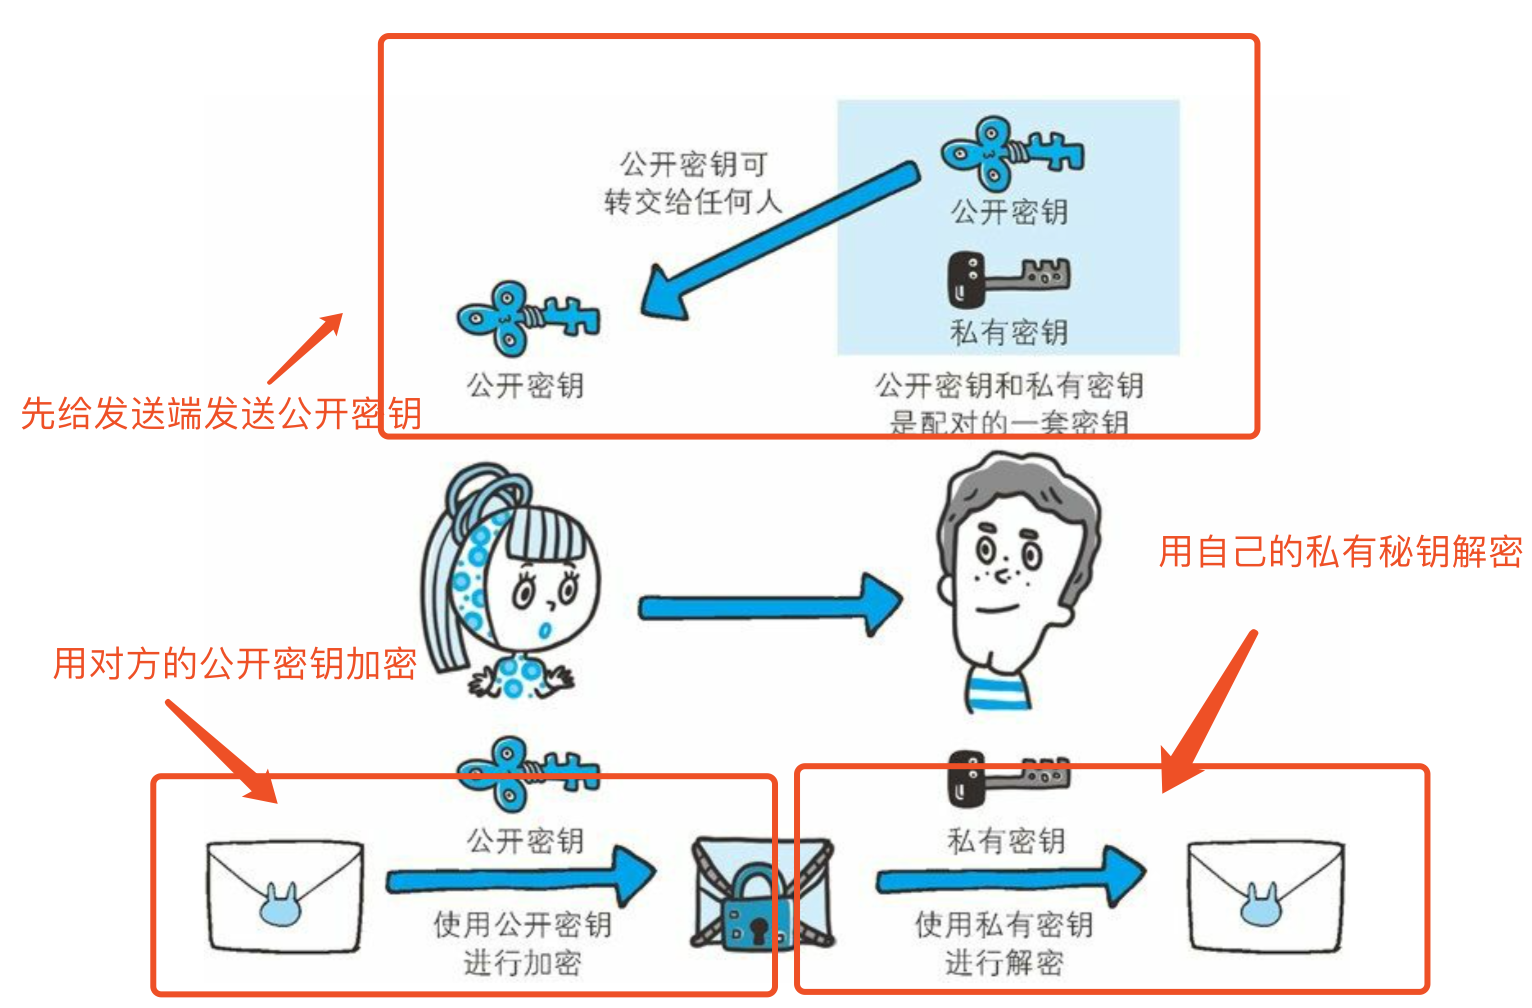 公开密钥可
转交给任何人
公开密钥
私有密钥
公开密钥
公开密钥和私有密钥
是配对的一套密钥
先给发送端发送公开密钥
用自己的私有秘钥解密
用对方的公开密钥加密
公开密钥
使用公开密钥
进行加密
私有密钥
使用私有密钥
进行解密